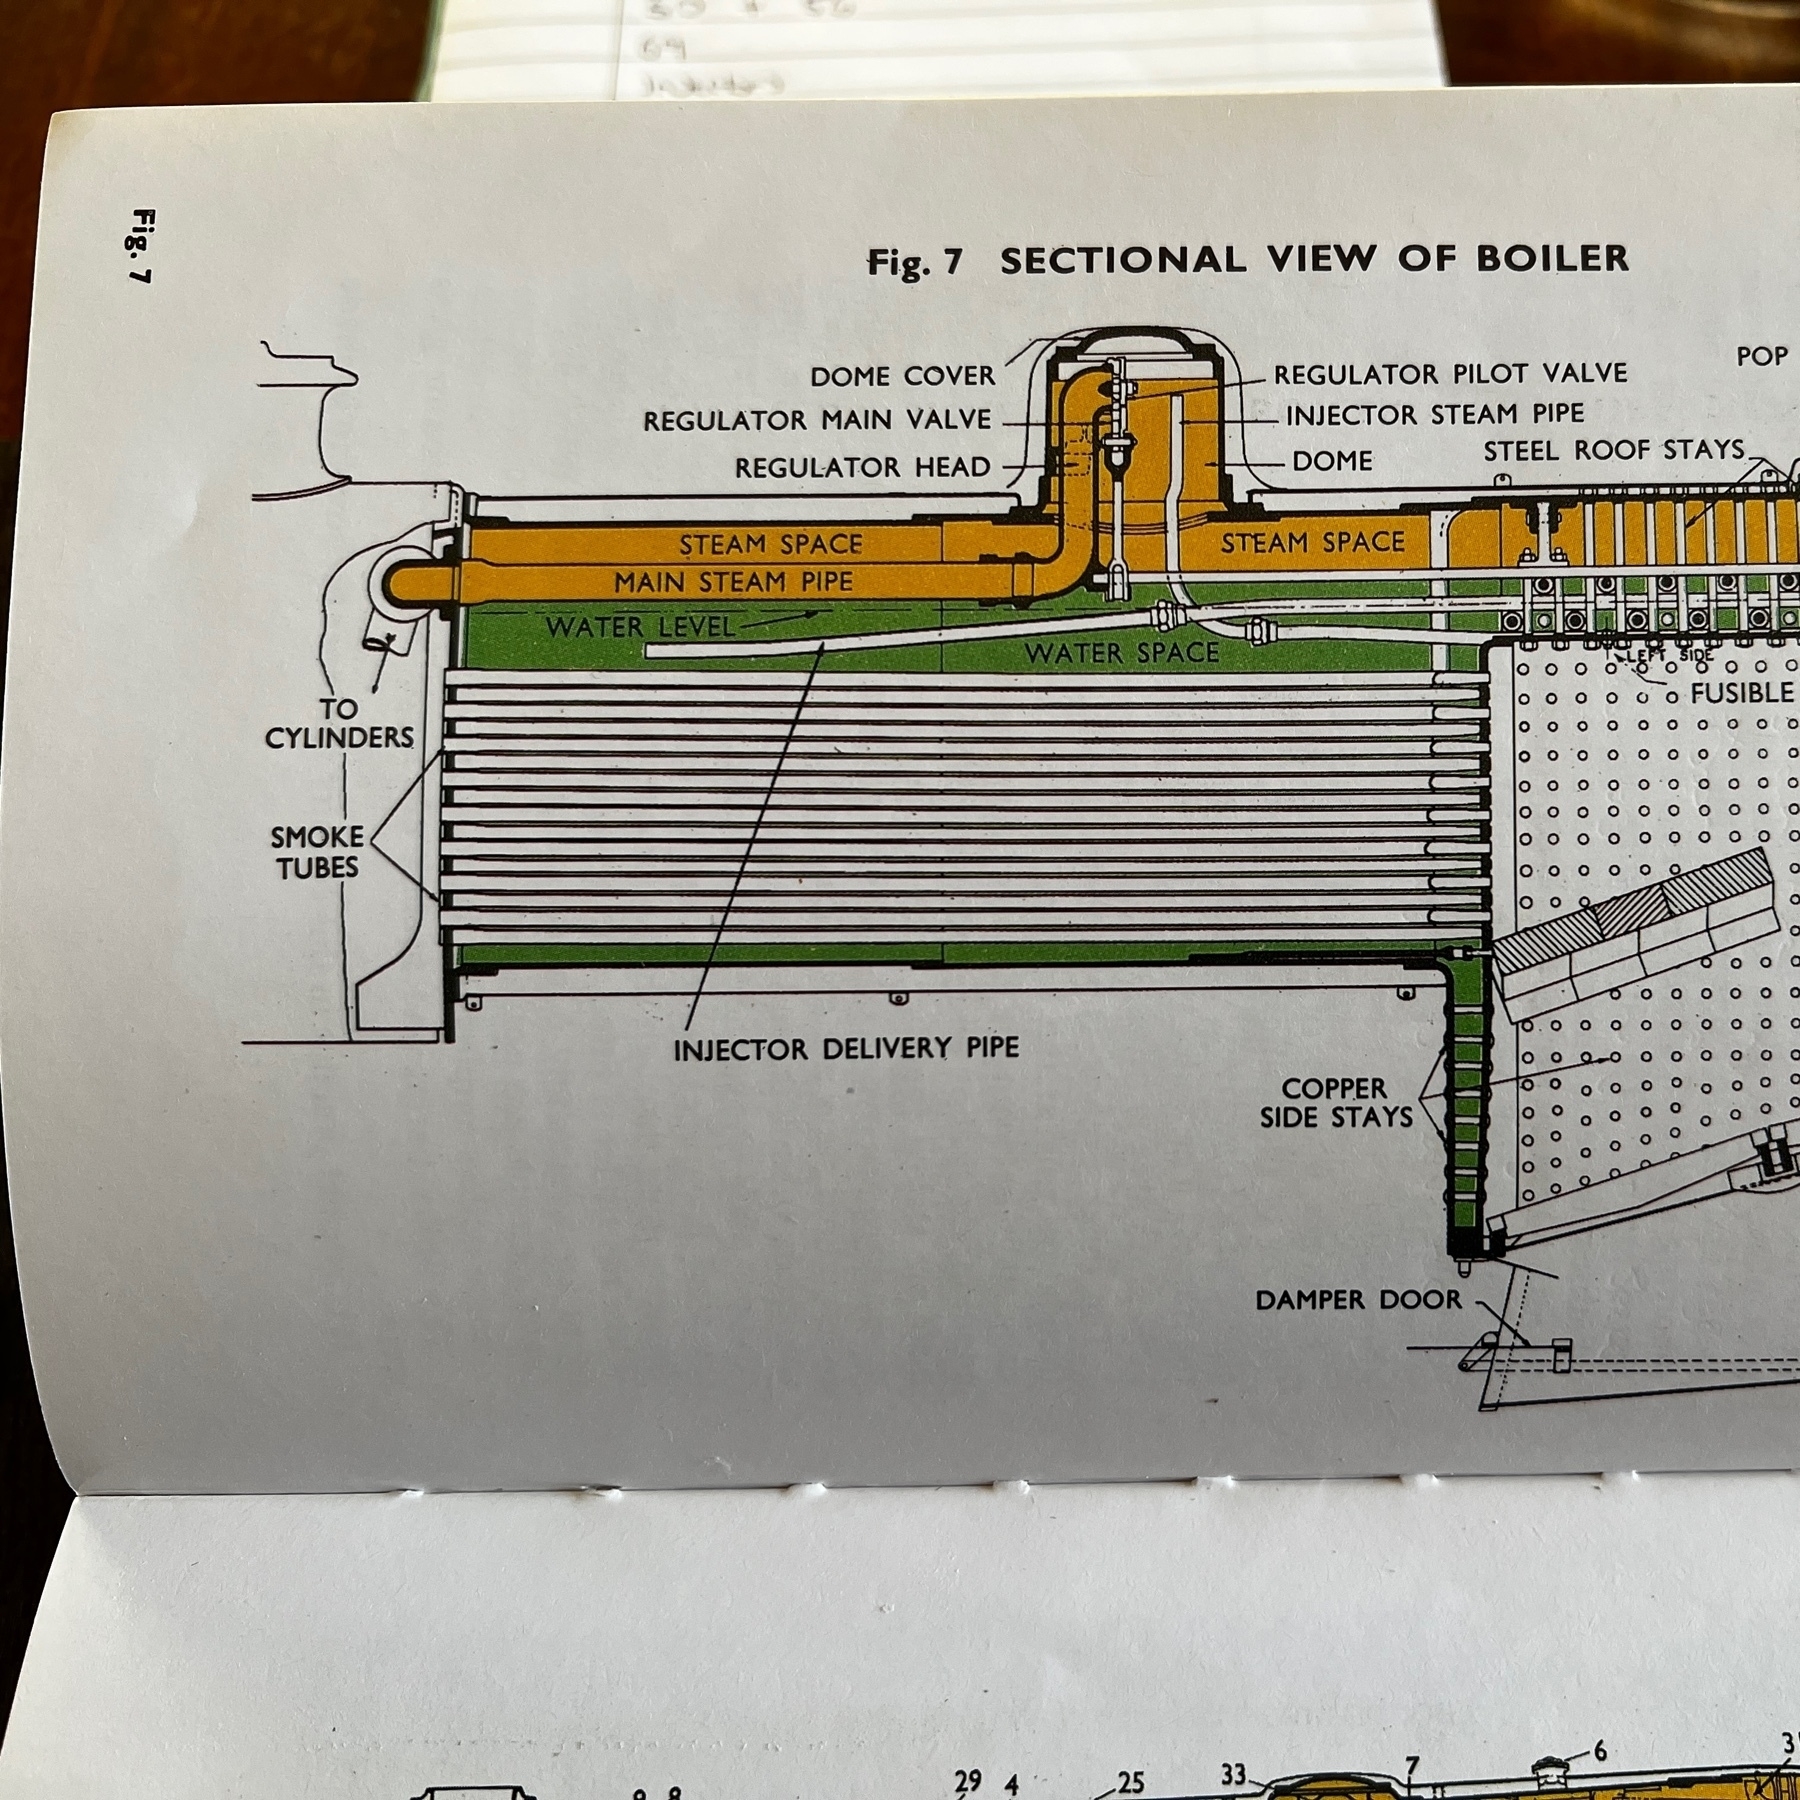 Fig. 7
Fig. 7 SECTIONAL VIEW OF BOILER
DOME COVER
REGULATOR PILOT VALVE
POP
REGULATOR MAIN VALVE
INJECTOR STEAM PIPE
REGULATOR HEAD
DOME
STEEL ROOF STAYS
STEAM SPACE
STEAM SPACE
MAIN STEAM PIPE
WATER LEVEL
WATER SPACE
LEFT SIDE
FUSIBLE
TO
CYLINDERS
SMOKE
TUBES
INJECTOR DELIVERY PIPE
COPPER
SIDE STAYS
DAMPER DOOR
29 4 25 33 7 6